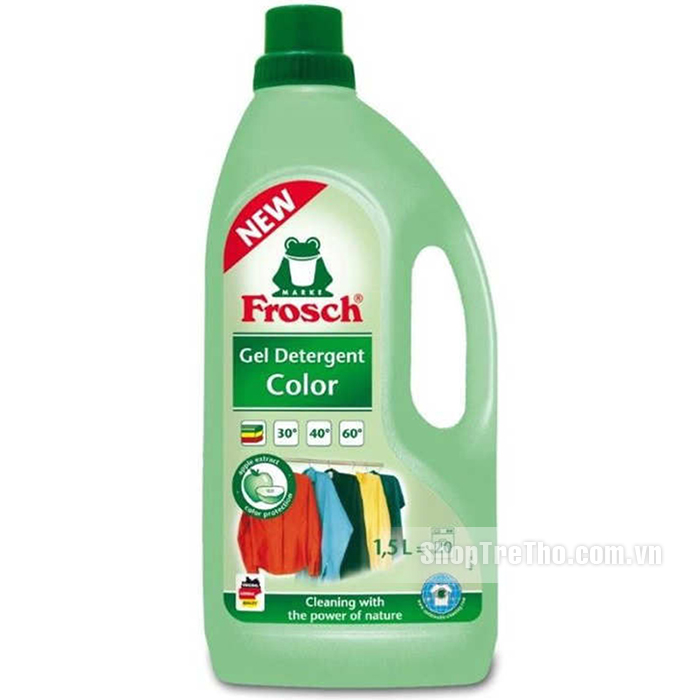 NEW
MARKE
Frosch®
Gel Detergent
Color
30° 40° 60°
apple extract
color protection
1,5 L = 20
ShopTreTho.com.vn
Cleaning with
the power of nature